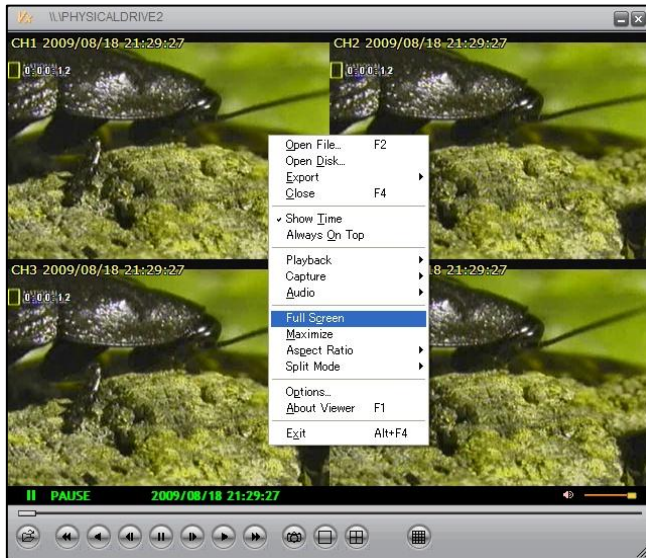 \\.\PHYSICALDRIVE2
CH1 2009/08/18 21:29:27
0:00:12
CH2 2009/08/18 21:29:27
0:00:12
Open File... F2
Open Disk...
Export
Close F4
Show Time
Always On Top
Playback
Capture
Audio
Full Screen
Maximize
Aspect Ratio
Split Mode
Options...
About Viewer F1
Exit Alt+F4
CH3 2009/08/18 21:29:27
0:00:12
8 21:29:27
PAUSE 2009/08/18 21:29:27